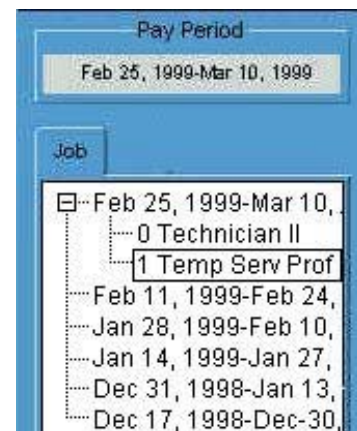 Pay Period
Feb 25, 1999-Mar 10, 1999
Job
Feb 25, 1999-Mar 10, .
0 Technician II
1 Temp Serv Prof
Feb 11, 1999-Feb 24,
Jan 28, 1999-Feb 10,
Jan 14, 1999-Jan 27,
Dec 31, 1998-Jan 13,
Dec 17, 1998-Dec-30,